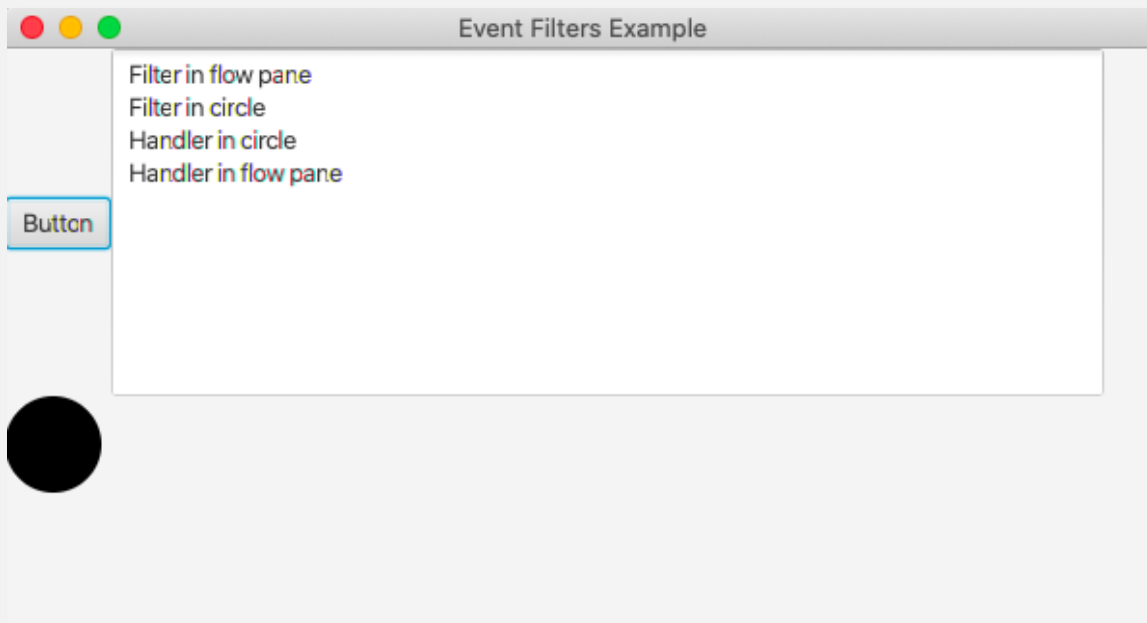 Event Filters Example
Filter in flow pane
Filter in circle
Handler in circle
Handler in flow pane
Button